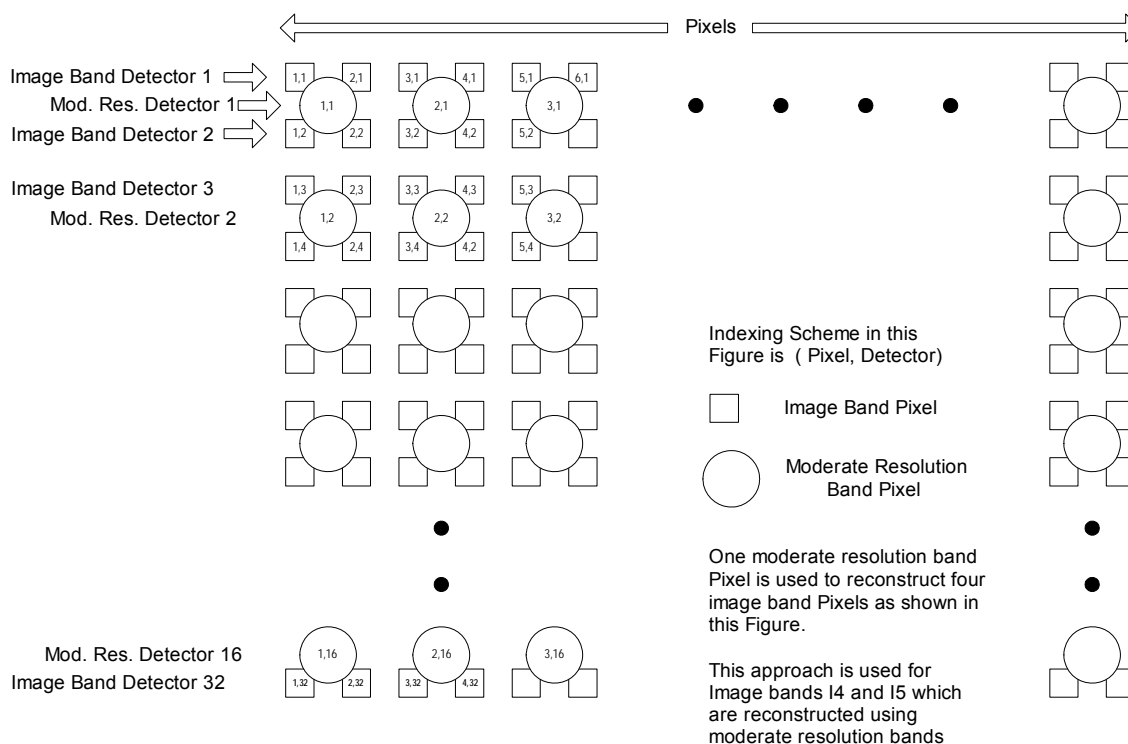 Pixels
Image Band Detector 1
1,1 2,1 3,1 4,1 5,1 6,1
Mod. Res. Detector 1
1,1 2,1 3,1
Image Band Detector 2
1,2 2,2 3,2 4,2 5,2
Image Band Detector 3
1,3 2,3 3,3 4,3 5,3
Mod. Res. Detector 2
1,2 2,2 3,2
1,4 2,4 3,4 4,2 5,4
Indexing Scheme in this
Figure is ( Pixel, Detector)
Image Band Pixel
Moderate Resolution
Band Pixel
One moderate resolution band
Pixel is used to reconstruct four
image band Pixels as shown in
this Figure.
Mod. Res. Detector 16
1,16 2,16 3,16
Image Band Detector 32
1,32 2,32 3,32 4,32
This approach is used for
Image bands I4 and I5 which
are reconstructed using
moderate resolution bands